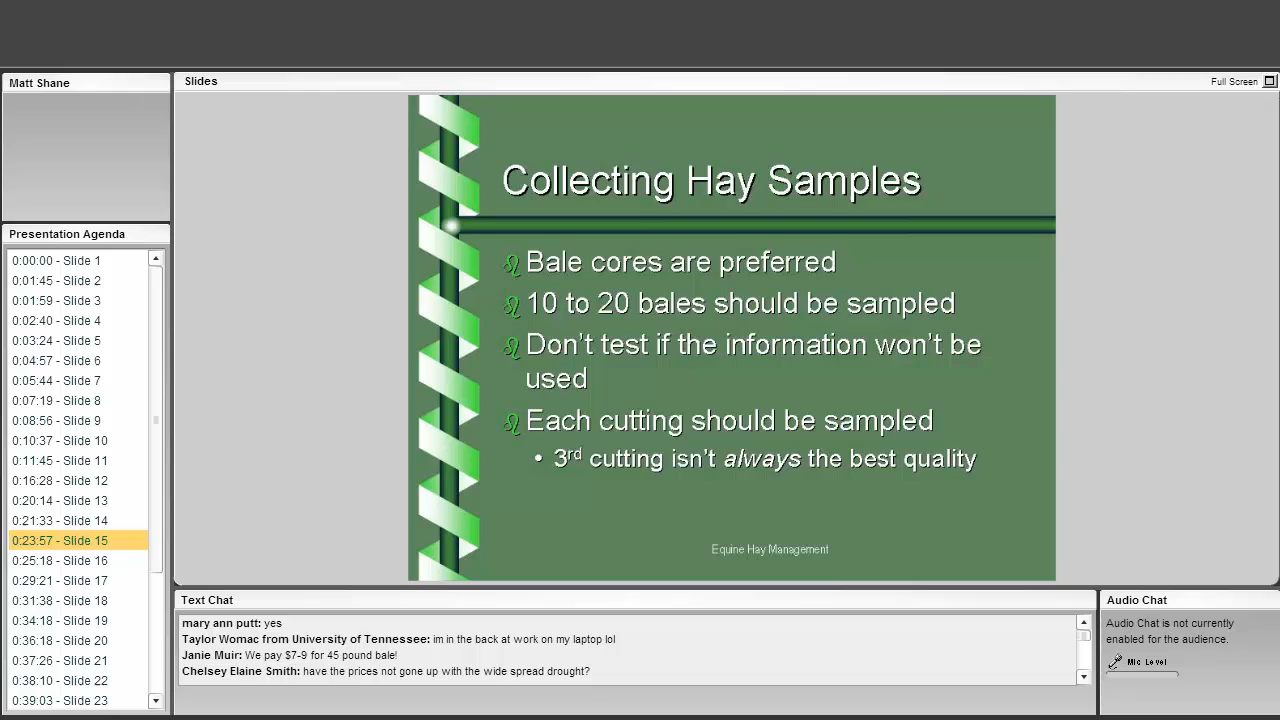 Matt Shane
Slides
Full Screen
Presentation Agenda
0:00:00 - Slide 1
0:01:45 - Slide 2
0:01:59 - Slide 3
0:02:40 - Slide 4
0:03:24 - Slide 5
0:04:57 - Slide 6
0:05:44 - Slide 7
0:07:19 - Slide 8
0:08:56 - Slide 9
0:10:37 - Slide 10
0:11:45 - Slide 11
0:16:28 - Slide 12
0:20:14 - Slide 13
0:21:33 - Slide 14
0:23:57 - Slide 15
0:25:18 - Slide 16
0:29:21 - Slide 17
0:31:38 - Slide 18
0:34:18 - Slide 19
0:36:18 - Slide 20
0:37:26 - Slide 21
0:38:10 - Slide 22
0:39:03 - Slide 23
Collecting Hay Samples
Bale cores are preferred
10 to 20 bales should be sampled
Don't test if the information won't be
used
Each cutting should be sampled
• 3rd cutting isn't always the best quality
Equine Hay Management
Text Chat
mary ann putt: yes
Taylor Womac from University of Tennessee: im in the back at work on my laptop lol
Janie Muir: We pay $7-9 for 45 pound bale!
Chelsey Elaine Smith: have the prices not gone up with the wide spread drought?
Audio Chat
Audio Chat is not currently
enabled for the audience.
Mic Level